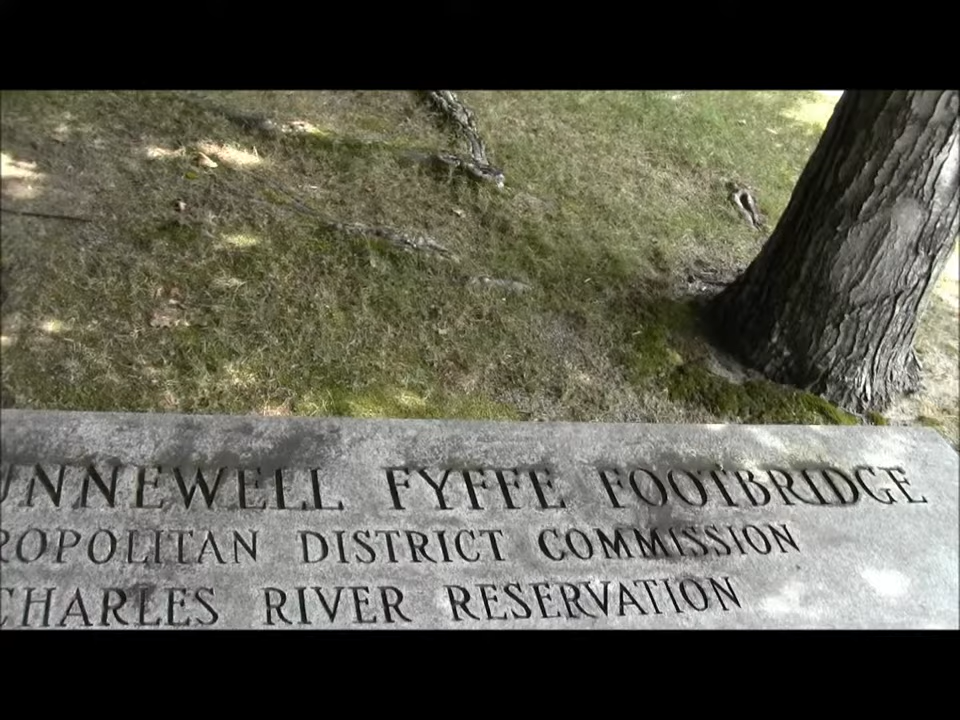 UNNEWELL FYFFE FOOTBRIDGE
ROPOLITAN DISTRICT COMMISSION
CHARLES RIVER RESERVATION